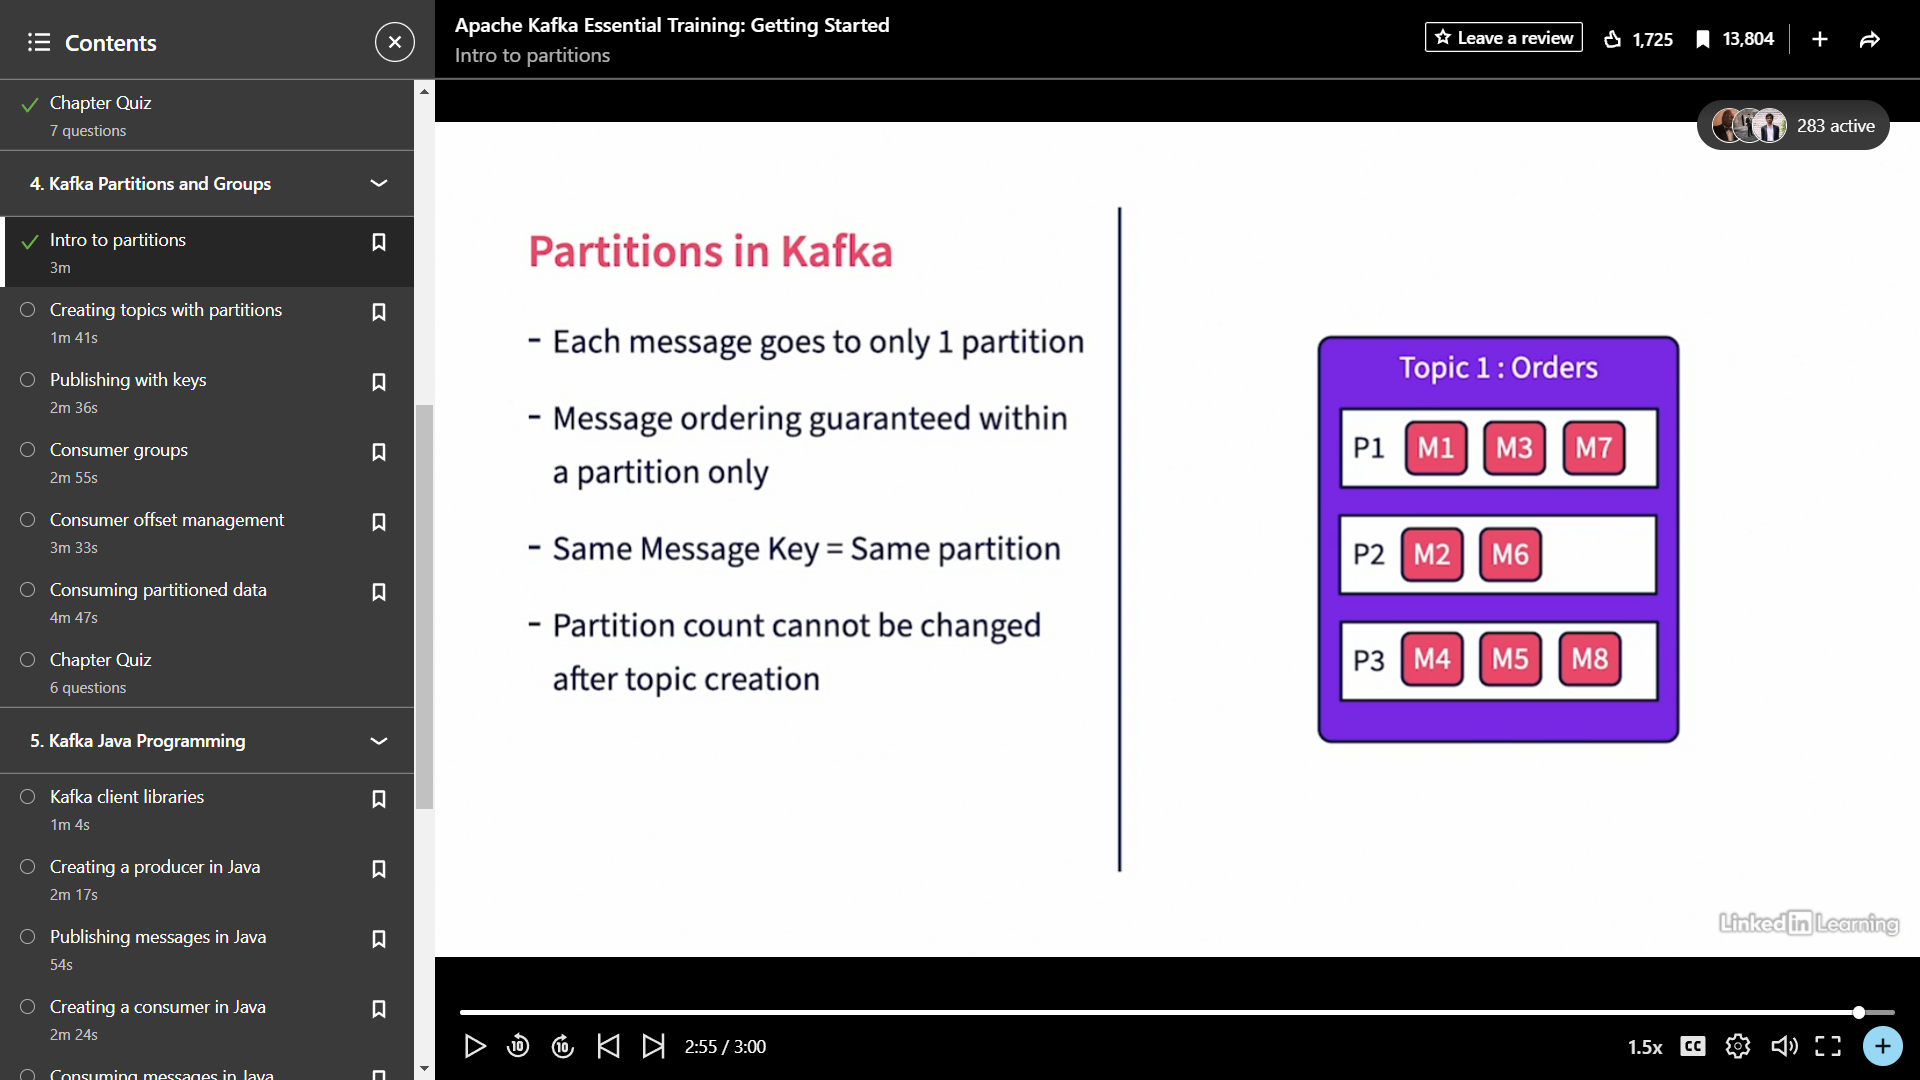 Contents
Chapter Quiz
7 questions
4. Kafka Partitions and Groups
Intro to partitions
3m
Creating topics with partitions
1m 41s
Publishing with keys
2m 36s
Consumer groups
2m 55s
Consumer offset management
3m 33s
Consuming partitioned data
4m 47s
Chapter Quiz
6 questions
5. Kafka Java Programming
Kafka client libraries
1m 4s
Creating a producer in Java
2m 17s
Publishing messages in Java
54s
Creating a Java consumer in Java
2m 24s
Consuming messages in Java
Apache Kafka Essential Training: Getting Started
Intro to partitions
Leave a review
1,725
13,804
283 active
Partitions in Kafka
- Each message goes to only 1 partition
- Message ordering guaranteed within
a partition only
- Same Message Key = Same partition
- Partition count cannot be changed
after topic creation
Topic 1 : Orders
P1 M1 M3 M7
P2 M2 M6
P3 M4 M5 M8
Linked in Learning
10
10
2:55 / 3:00
1.5x
CC